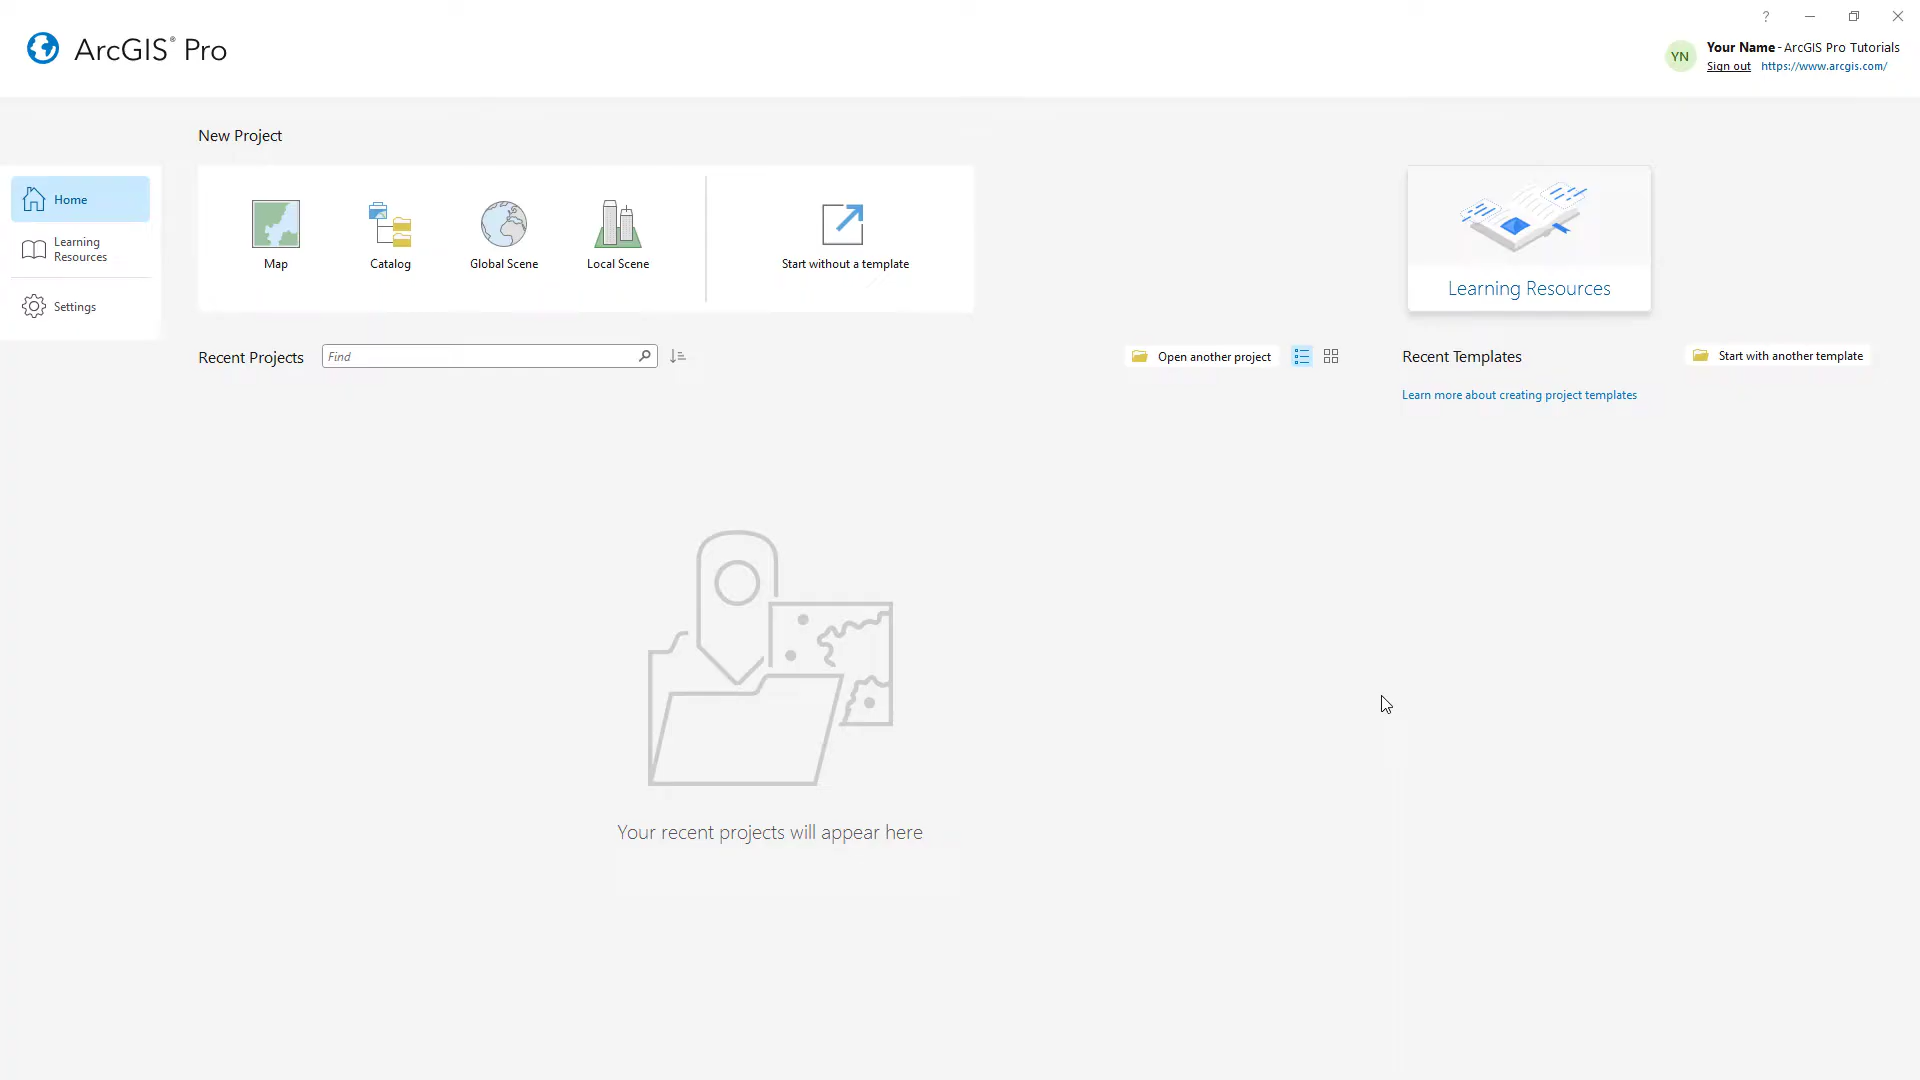 ?
ArcGIS® Pro
YN
Your Name - ArcGIS Pro Tutorials
Sign out https://www.arcgis.com/
New Project
Home
Learning
Resources
Settings
Map
Catalog
Global Scene
Local Scene
Start without a template
Learning Resources
Recent Projects
Find
Open another project
Recent Templates
Start with another template
Learn more about creating project templates
Your recent projects will appear here